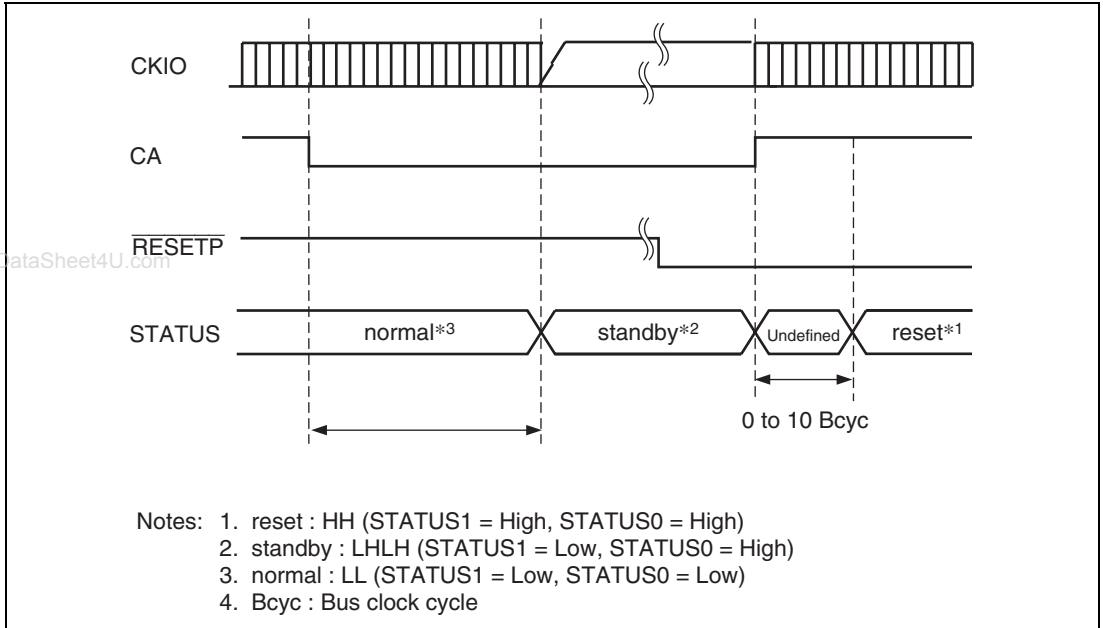 CKIO
CA
RESETP
DataSheet4U.com
STATUS
normal*3
standby*2
Undefined
reset*1
0 to 10 Bcyc
Notes: 1. reset : HH (STATUS1 = High, STATUS0 = High)
2. standby : LHLH (STATUS1 = Low, STATUS0 = High)
3. normal : LL (STATUS1 = Low, STATUS0 = Low)
4. Bcyc : Bus clock cycle